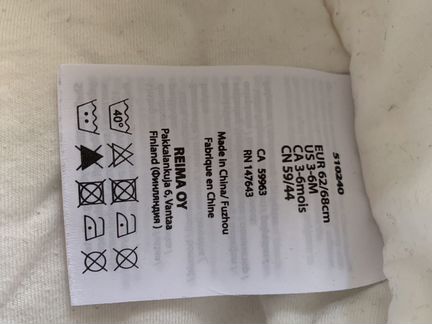 510240
EUR 62/68cm
US 3-6M
CA 3-6mois
CN 59/44
CA 59963
RN 147643
Made in China/Fuzhou
Fabriqué en Chine
REIMA OY
Pakkalankuja 6, Vantaa
Finland (Финляндия)
40°